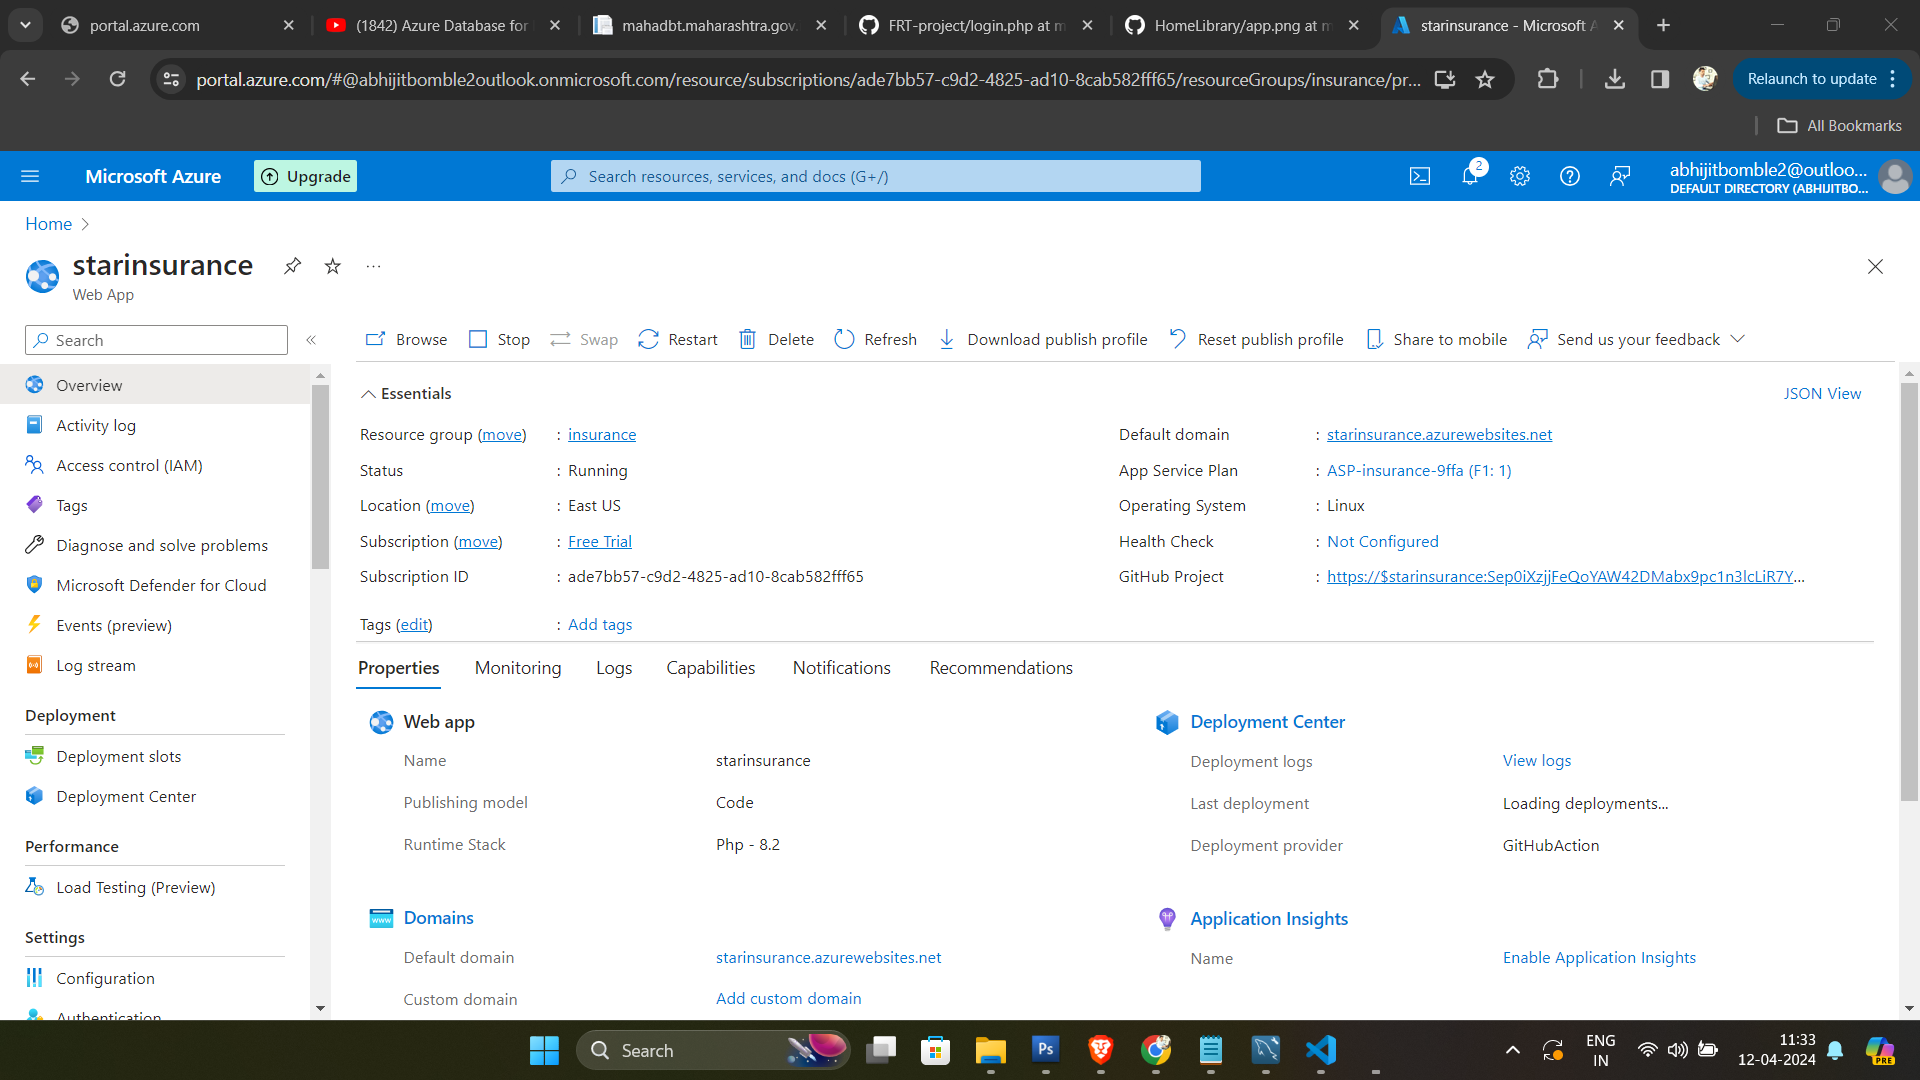 portal.azure.com
(1842) Azure Database for
mahadbt.maharashtra.gov.
FRT-project/login.php at m
HomeLibrary/app.png at m
starinsurance - Microsoft A
portal.azure.com/#@abhijitbomble2outlook.onmicrosoft.com/resource/subscriptions/ade7bb57-c9d2-4825-ad10-8cab582fff65/resourceGroups/insurance/pr...
Relaunch to update
All Bookmarks
Microsoft Azure
Upgrade
Search resources, services, and docs (G+/)
2
abhijitbomble2@outloo...
DEFAULT DIRECTORY (ABHIJITBO...
Home
starinsurance
Web App
Search
Browse
Stop
Swap
Restart
Delete
Refresh
Download publish profile
Reset publish profile
Share to mobile
Send us your feedback
Overview
Activity log
Access control (IAM)
Tags
Diagnose and solve problems
Microsoft Defender for Cloud
Events (preview)
Log stream
Deployment
Deployment slots
Deployment Center
Performance
Load Testing (Preview)
Settings
Configuration
Authentication
Essentials
JSON View
Resource group (move) : insurance
Status : Running
Location (move) : East US
Subscription (move) : Free Trial
Subscription ID : ade7bb57-c9d2-4825-ad10-8cab582fff65
Default domain : starinsurance.azurewebsites.net
App Service Plan : ASP-insurance-9ffa (F1: 1)
Operating System : Linux
Health Check : Not Configured
GitHub Project : https://$starinsurance:Sep0iXzjjFeQoYAW42DMabx9pc1n3lcLiR7Y...
Tags (edit) : Add tags
Properties
Monitoring
Logs
Capabilities
Notifications
Recommendations
Web app
Name starinsurance
Publishing model Code
Runtime Stack Php - 8.2
Deployment Center
Deployment logs View logs
Last deployment Loading deployments...
Deployment provider GitHubAction
www
Domains
Default domain starinsurance.azurewebsites.net
Custom domain Add custom domain
Application Insights
Name Enable Application Insights
Search
Ps
ENG
IN
11:33
12-04-2024
PRE